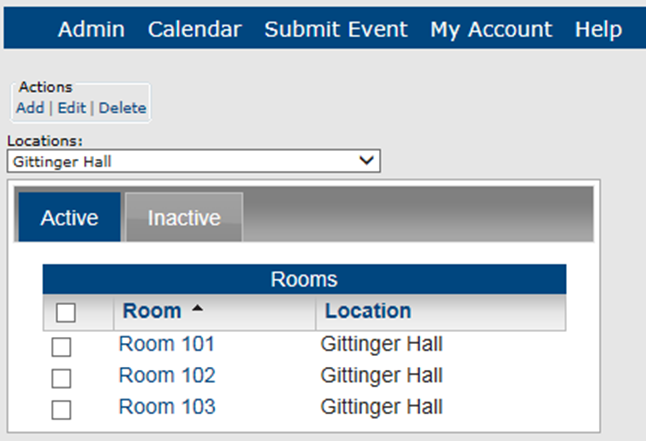 Admin Calendar Submit Event My Account Help
Actions
Add | Edit | Delete
Locations:
Gittinger Hall
Active Inactive
Rooms
Room Location
Room 101 Gittinger Hall
Room 102 Gittinger Hall
Room 103 Gittinger Hall